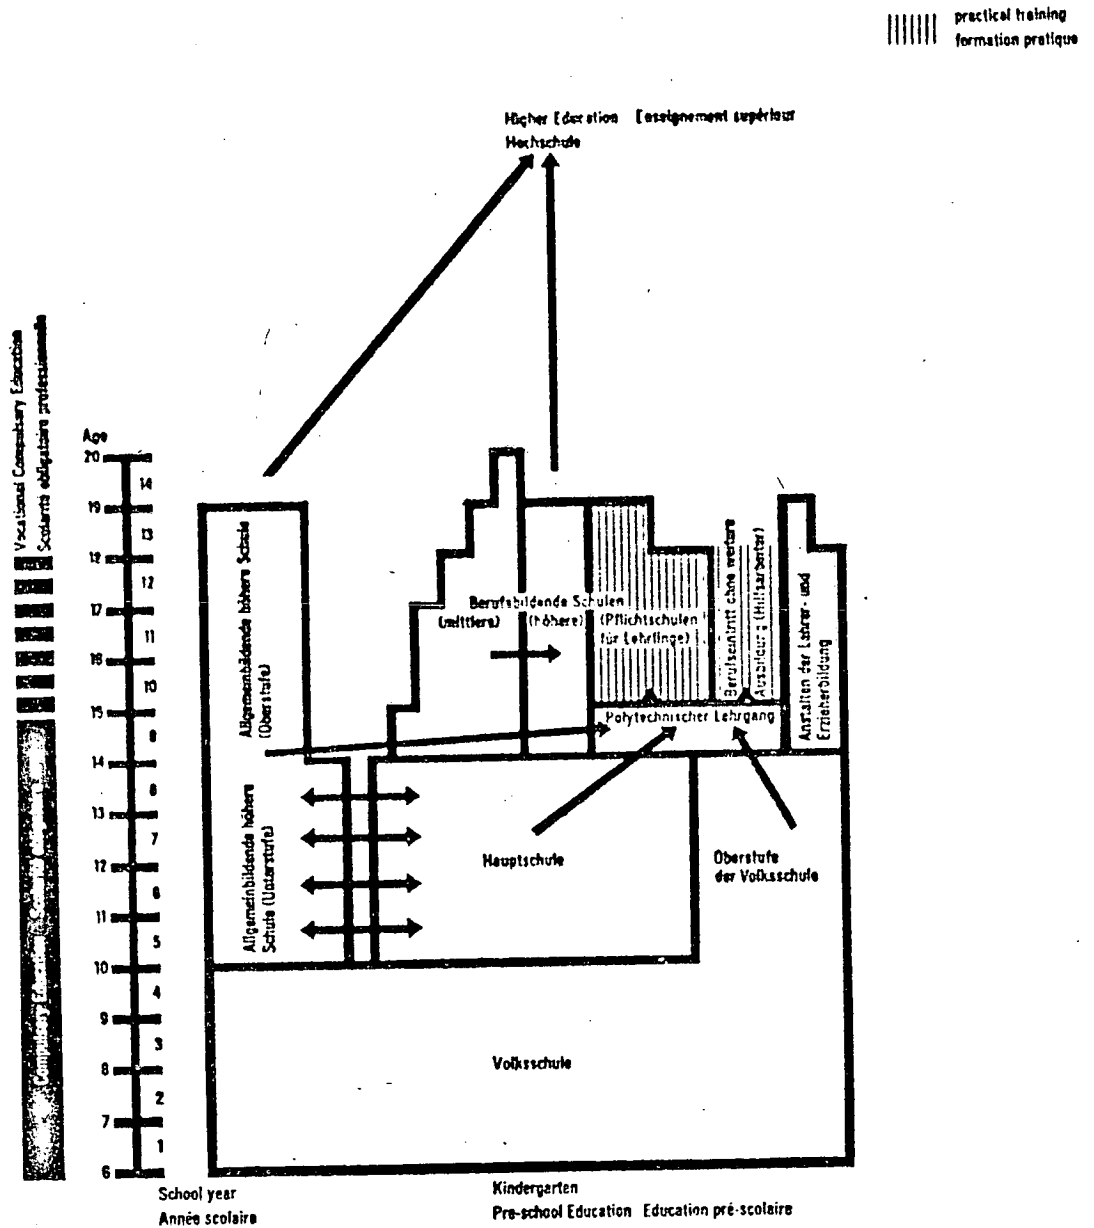 practical training
formation pratique
Higher Education Enseignement supérieur
Hochschule
Vocational Compulsary Education
Scolarité obligatoire professionnelle
Age
20
14
19
13
18
12
17
11
16
10
15
9
14
8
13
7
12
6
11
5
10
4
9
3
8
2
7
1
6
Compulsory Education
School year
Année scolaire
Allgemeinbildende höhere Schule
(Oberstufe)
Allgemeinbildende höhere
Schule (Unterstufe)
Berufsbildende Schulen
(mittlere) (höhere) (Pflichtschulen
für Lehrlinge)
Berufseintritt ohne weitere
Ausbildung (Hilfsarbeiter)
Anstalten der Lehrer- und
Erzieherbildung
Polytechnischer Lehrgang
Hauptschule
Oberstufe
der Volksschule
Volksschule
Kindergarten
Pre-school Education Education pré-scolaire